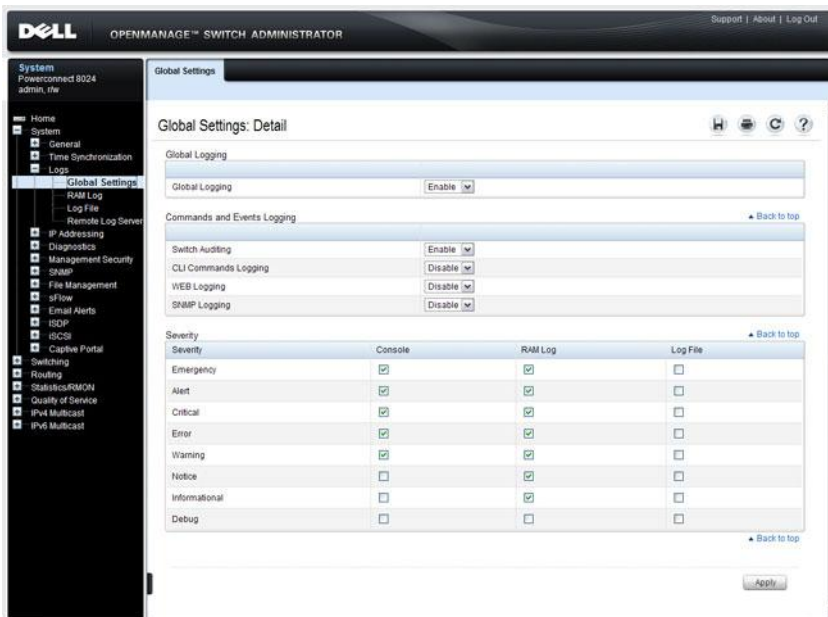 Support | About | Log Out
DELL OPENMANAGE™ SWITCH ADMINISTRATOR
System
Powerconnect 8024
admin, r/w
Global Settings
Home
System
General
Time Synchronization
Logs
Global Settings
RAM Log
Log File
Remote Log Server
IP Addressing
Diagnostics
Management Security
SNMP
File Management
sFlow
Email Alerts
ISDP
iSCSI
Captive Portal
Switching
Routing
Statistics/RMON
Quality of Service
IPv4 Multicast
IPv6 Multicast
Global Settings: Detail
Global Logging
Global Logging Enable
Commands and Events Logging Back to top
Switch Auditing Enable
CLI Commands Logging Disable
WEB Logging Disable
SNMP Logging Disable
Severity Back to top
Severity Console RAM Log Log File
Emergency
Alert
Critical
Error
Warning
Notice
Informational
Debug
Back to top
Apply